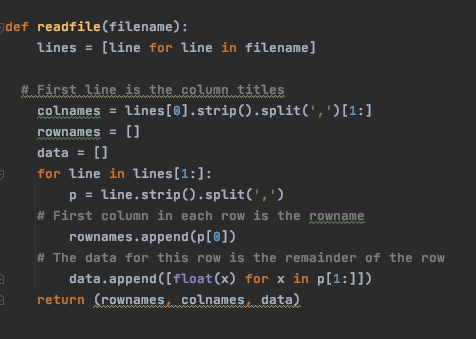 def readfile(filename):
    lines = [line for line in filename]
  # First line is the column titles
    colnames = lines[0].strip().split(',')[1:]
    rownames = []
    data = []
    for line in lines[1:]:
        p = line.strip().split(',')
    # First column in each row is the rowname
        rownames.append(p[0])
    # The data for this row is the remainder of the row
        data.append([float(x) for x in p[1:]])
    return (rownames, colnames, data)